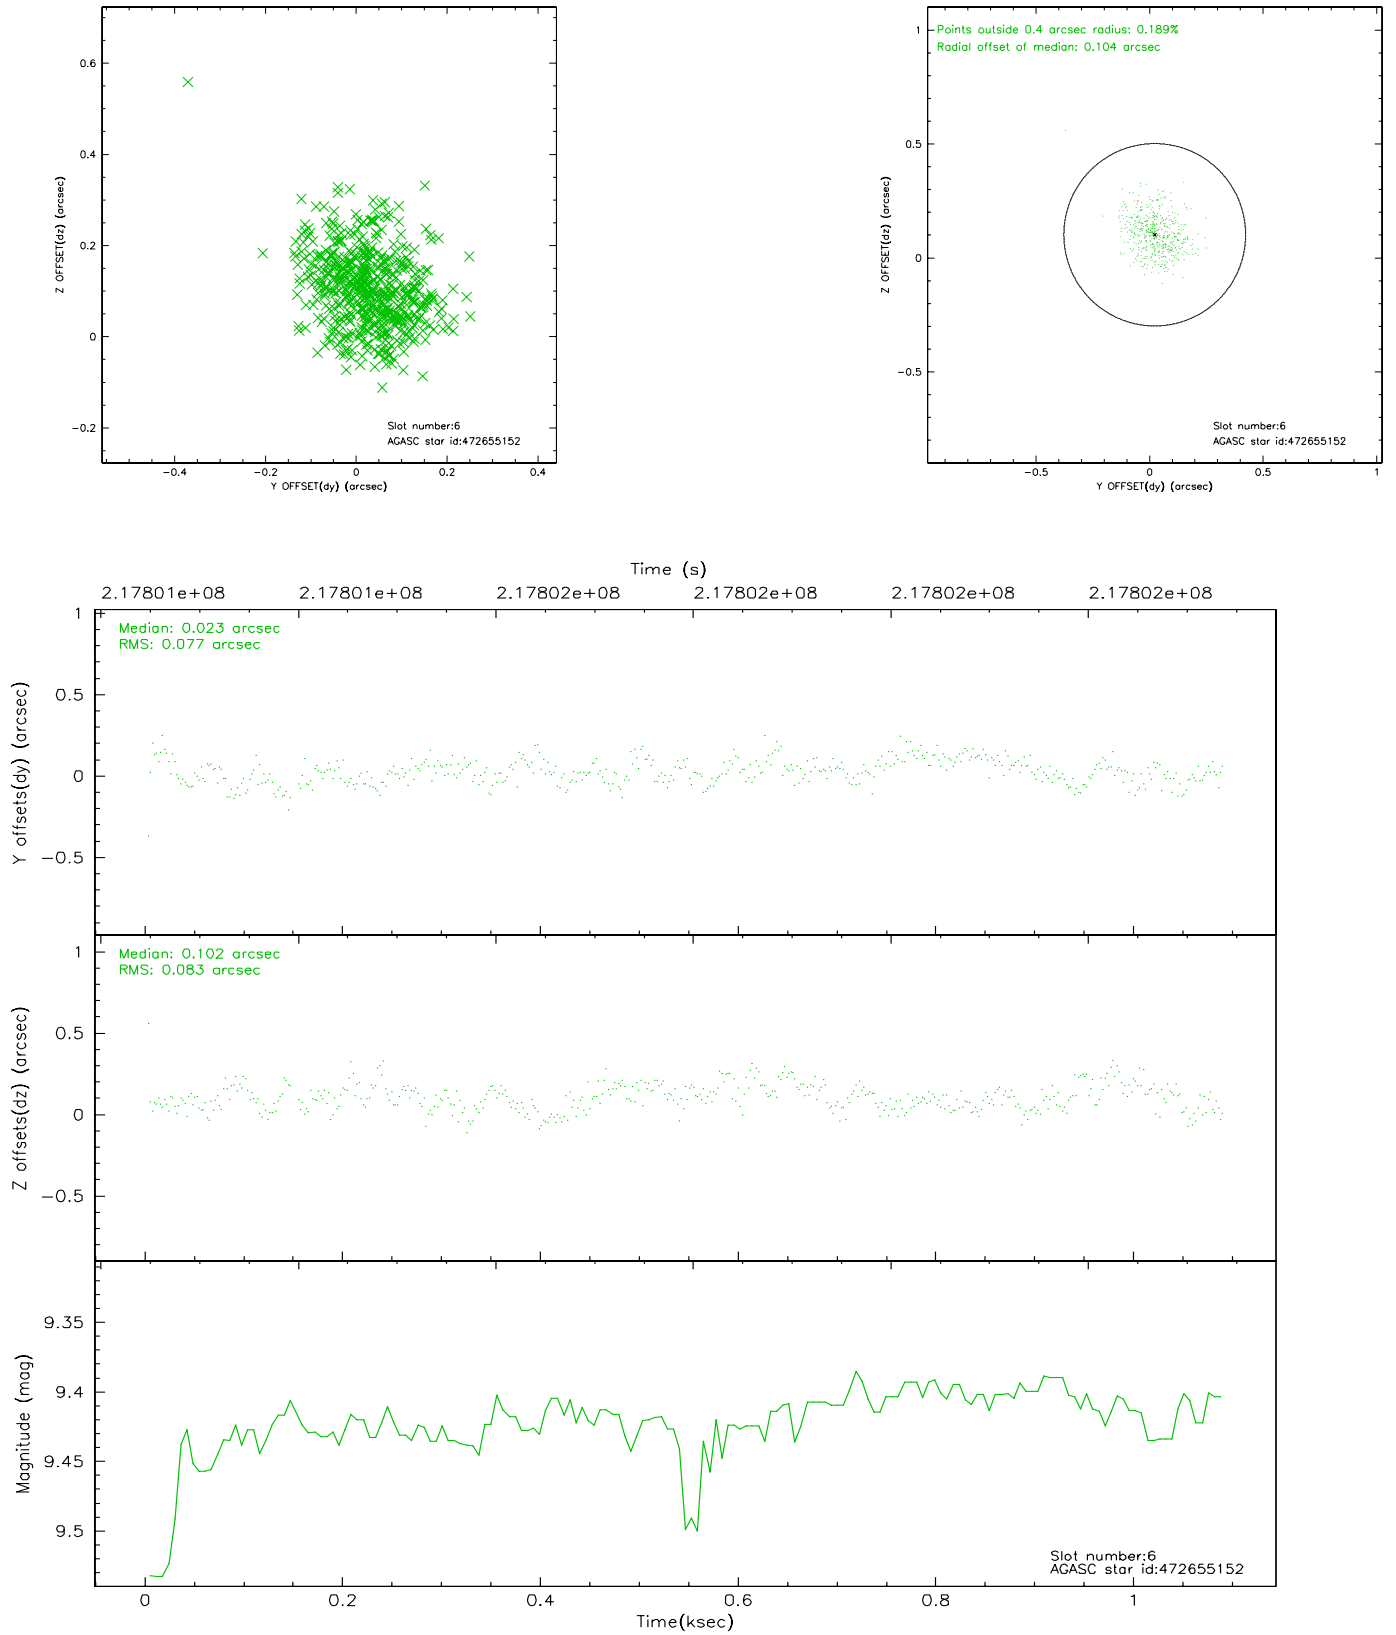 0.6
0.4
0.2
0
−0.2
Z OFFSET(dz) (arcsec)
−0.4 −0.2 0 0.2 0.4
Y OFFSET(dy) (arcsec)
Slot number:6
AGASC star id:472655152
Points outside 0.4 arcsec radius: 0.189%
Radial offset of median: 0.104 arcsec
1
0.5
0
−0.5
Z OFFSET(dz) (arcsec)
−0.5 0 0.5 1
Y OFFSET(dy) (arcsec)
Slot number:6
AGASC star id:472655152
Time (s)
2.17801e+08 2.17801e+08 2.17802e+08 2.17802e+08 2.17802e+08 2.17802e+08
Median: 0.023 arcsec
RMS: 0.077 arcsec
1
0.5
0
−0.5
Y offsets(dy) (arcsec)
Median: 0.102 arcsec
RMS: 0.083 arcsec
1
0.5
0
−0.5
Z offsets(dz) (arcsec)
9.35
9.4
9.45
9.5
Magnitude (mag)
Slot number:6
AGASC star id:472655152
0 0.2 0.4 0.6 0.8 1
Time(ksec)